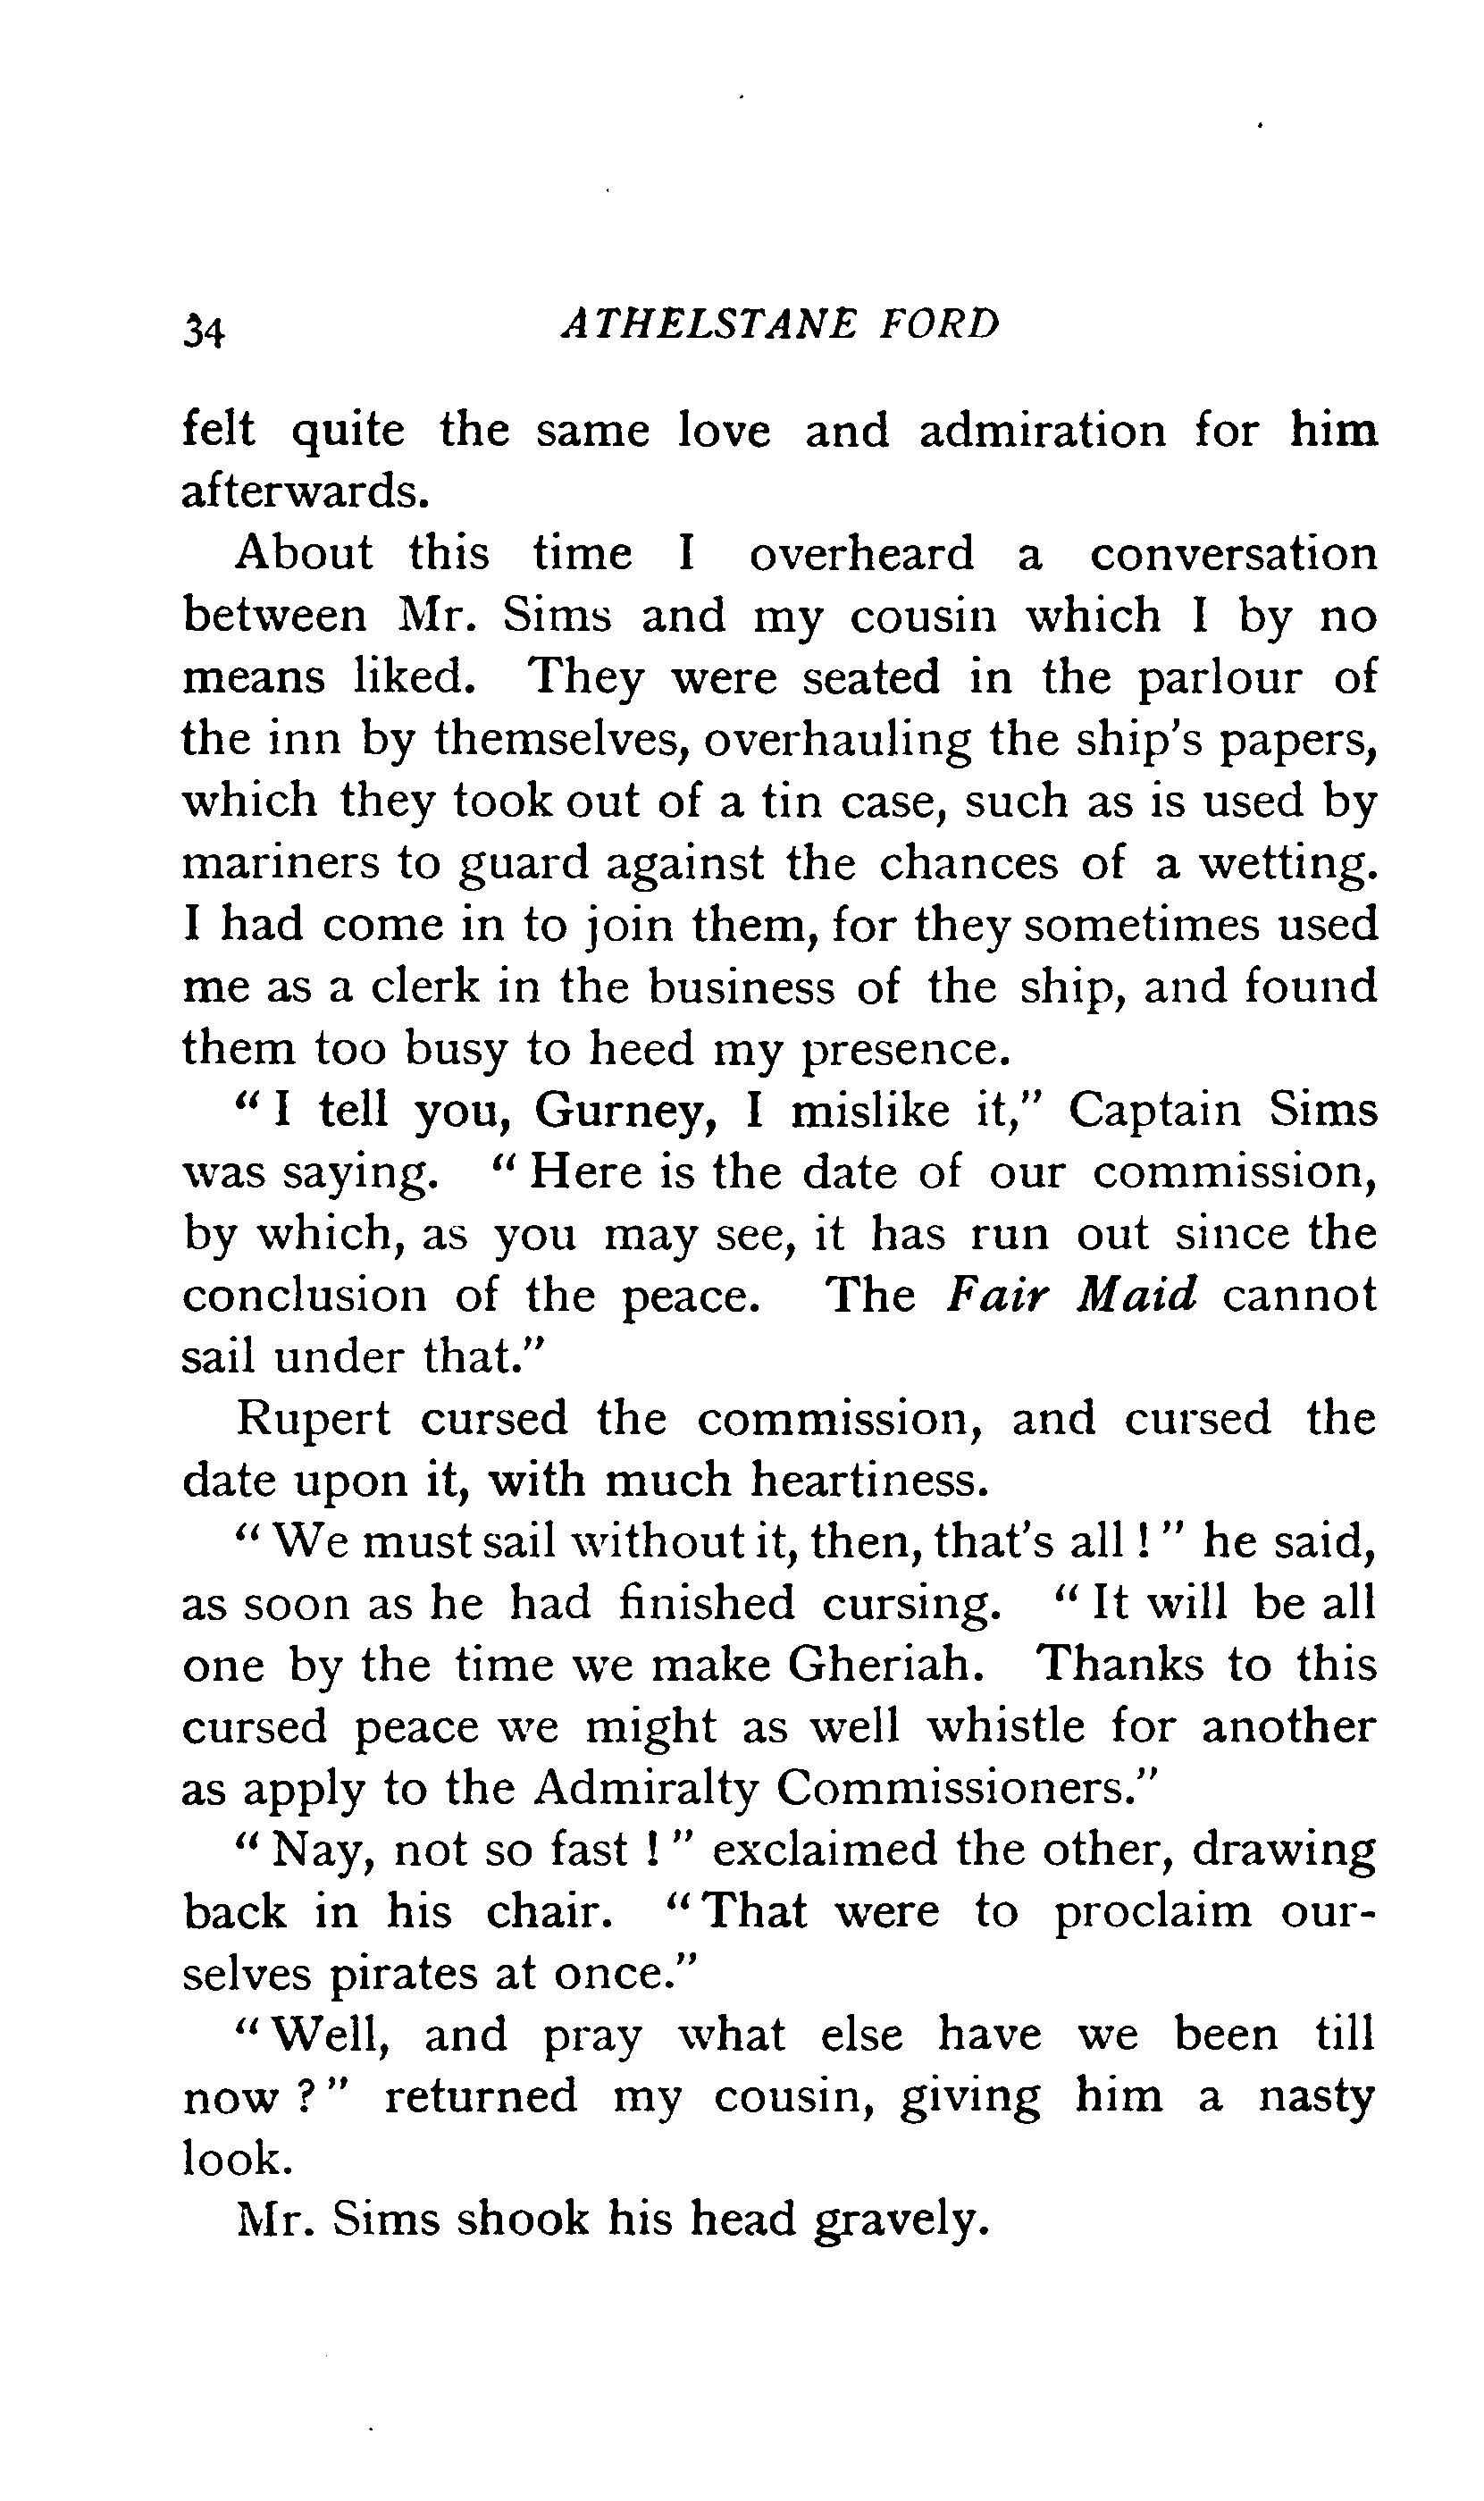 34 ATHELSTANE FORD
felt quite the same love and admiration for him
afterwards.
About this time I overheard a conversation
between Mr. Sims and my cousin which I by no
means liked. They were seated in the parlour of
the inn by themselves, overhauling the ship's papers,
which they took out of a tin case, such as is used by
mariners to guard against the chances of a wetting.
I had come in to join them, for they sometimes used
me as a clerk in the business of the ship, and found
them too busy to heed my presence.
"I tell you, Gurney, I mislike it," Captain Sims
was saying. "Here is the date of our commission,
by which, as you may see, it has run out since the
conclusion of the peace. The Fair Maid cannot
sail under that."
Rupert cursed the commission, and cursed the
date upon it, with much heartiness.
"We must sail without it, then, that's all!" he said,
as soon as he had finished cursing. "It will be all
one by the time we make Gheriah. Thanks to this
cursed peace we might as well whistle for another
as apply to the Admiralty Commissioners."
"Nay, not so fast!" exclaimed the other, drawing
back in his chair. "That were to proclaim our-
selves pirates at once."
"Well, and pray what else have we been till
now?" returned my cousin, giving him a nasty
look.
Mr. Sims shook his head gravely.